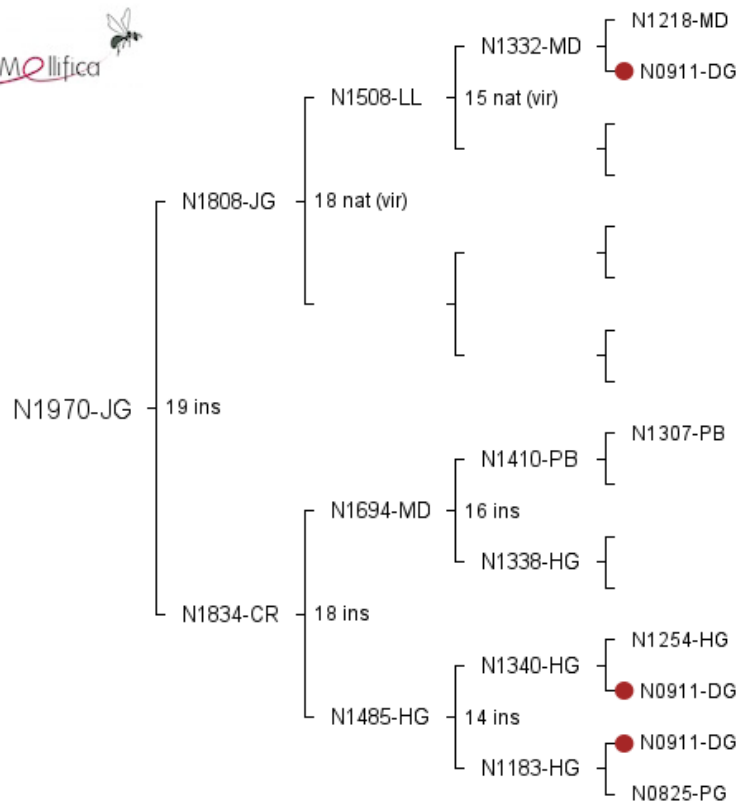 N1218-MD
N1332-MD
N0911-DG
Mellifica
N1508-LL
15 nat (vir)
N1808-JG
18 nat (vir)
N1970-JG
19 ins
N1307-PB
N1410-PB
N1694-MD
16 ins
N1338-HG
N1834-CR
18 ins
N1254-HG
N1340-HG
N0911-DG
N1485-HG
14 ins
N0911-DG
N1183-HG
N0825-PG